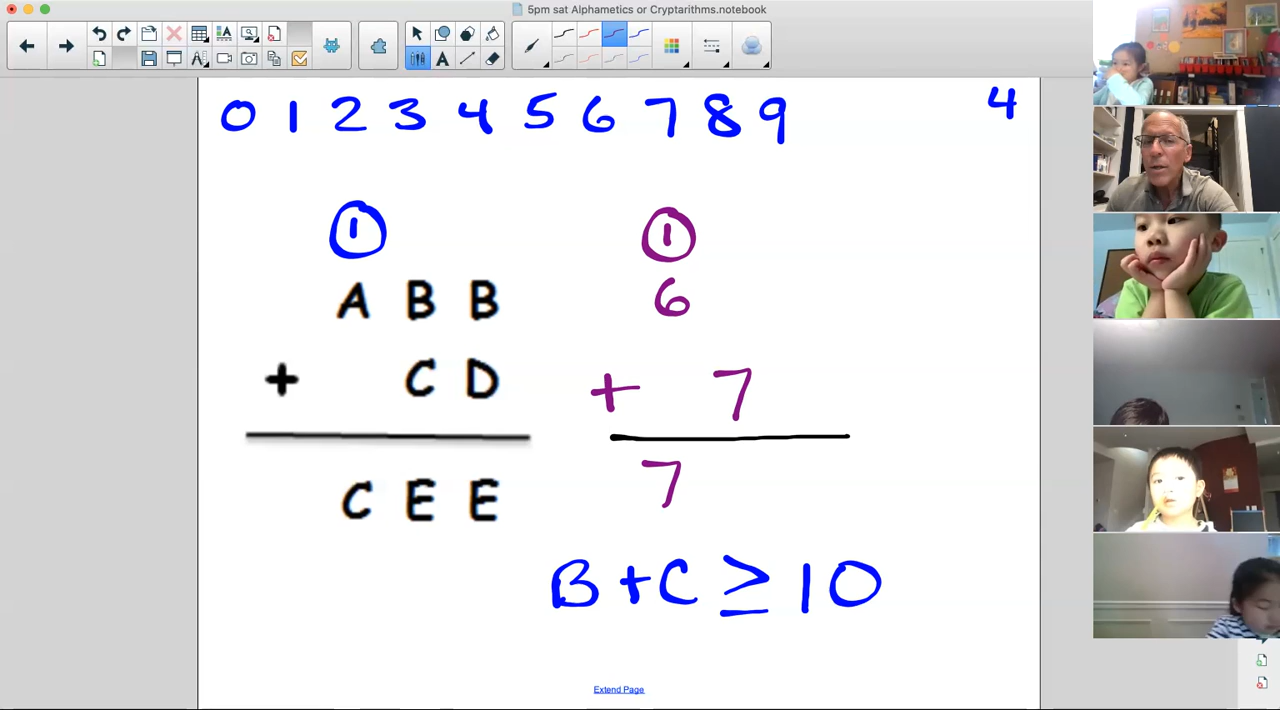 5pm sat Alphametics or Cryptarithms.notebook
0 1 2 3 4 5 6 7 8 9
4
1
1
A B B
6
+ C D
+ 7
C E E
7
B + C ≥ 10
Extend Page